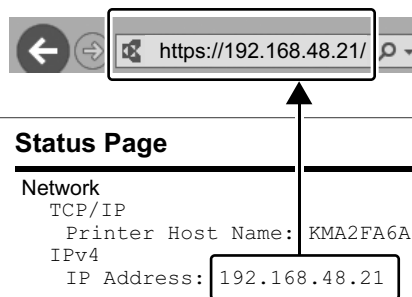 https://192.168.48.21/
Status Page
Network
TCP/IP
Printer Host Name: KMA2FA6A
IPv4
IP Address: 192.168.48.21